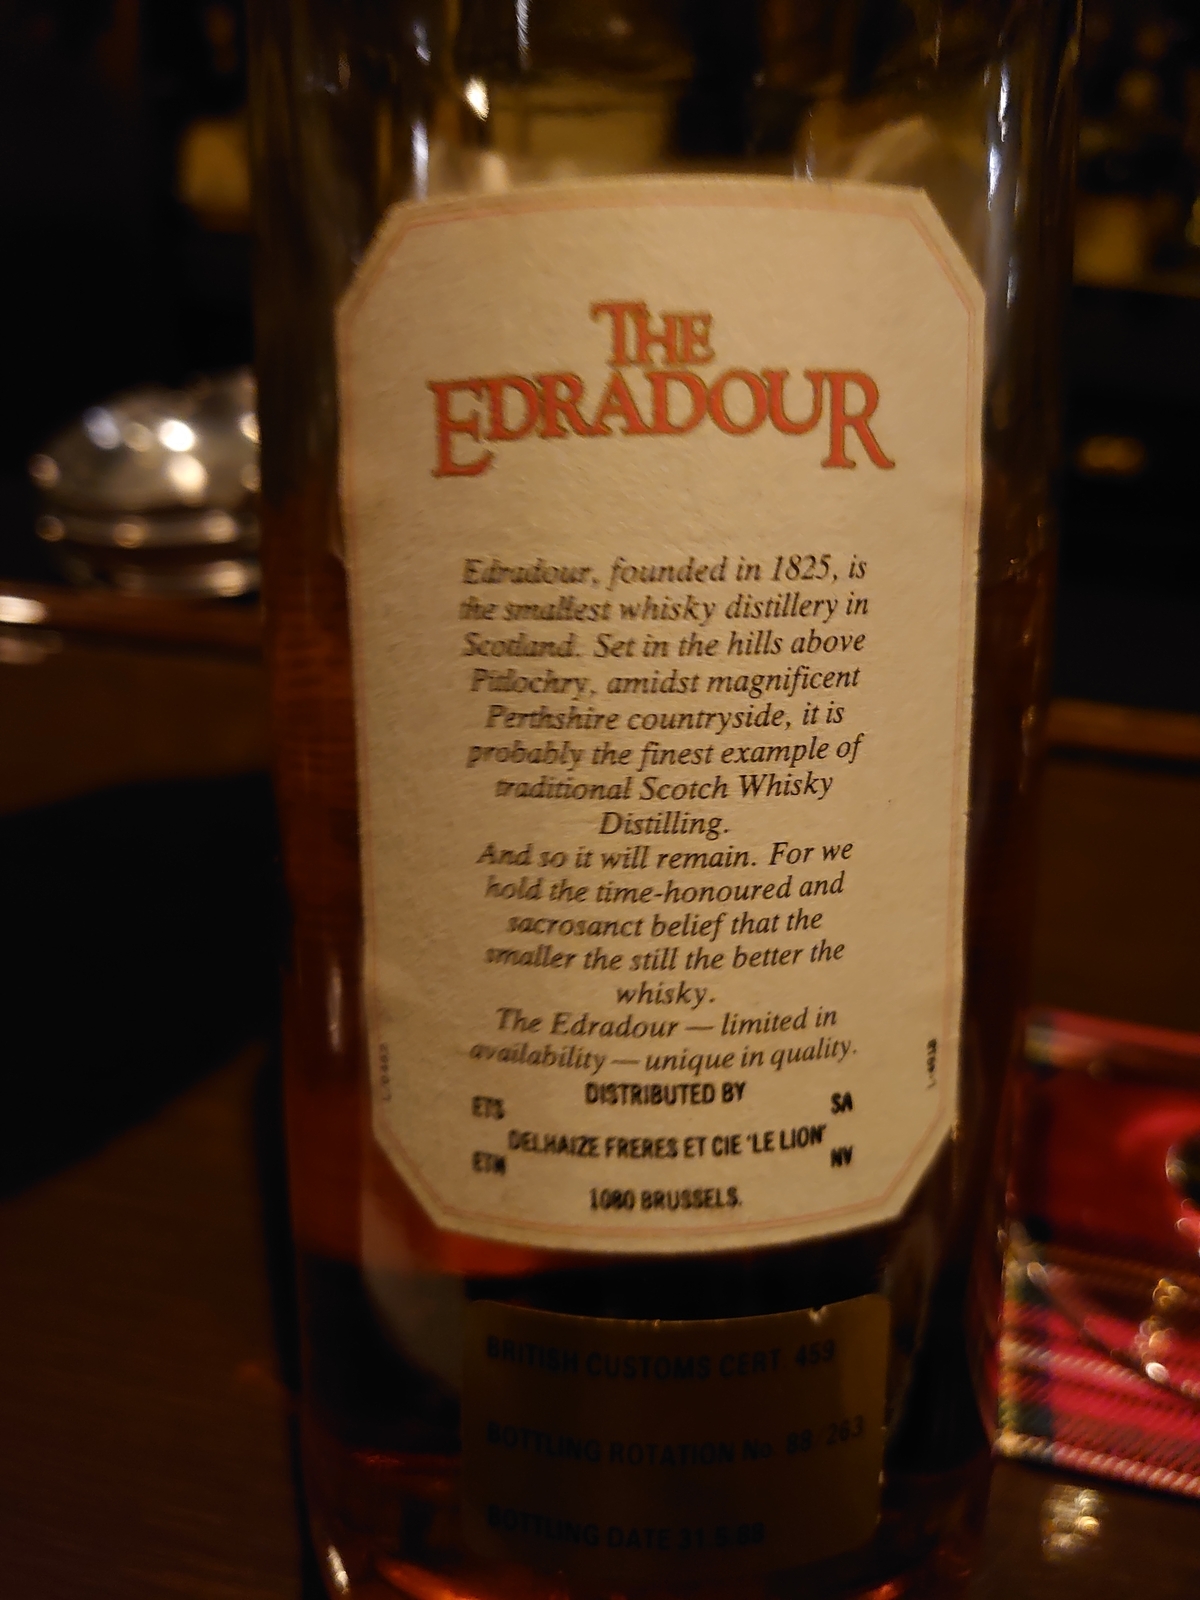 THE
EDRADOUR
Edradour, founded in 1825, is
the smallest whisky distillery in
Scotland. Set in the hills above
Pitlochry, amidst magnificent
Perthshire countryside, it is
probably the finest example of
traditional Scotch Whisky
Distilling.
And so it will remain. For we
hold the time-honoured and
sacrosanct belief that the
smaller the still the better the
whisky.
The Edradour — limited in
availability — unique in quality.
DISTRIBUTED BY
ETS SA
DELHAIZE FRERES ET CIE 'LE LION'
ETN NV
1080 BRUSSELS.
BRITISH CUSTOMS CERT. 459
BOTTLING ROTATION No. 88/263
BOTTLING DATE